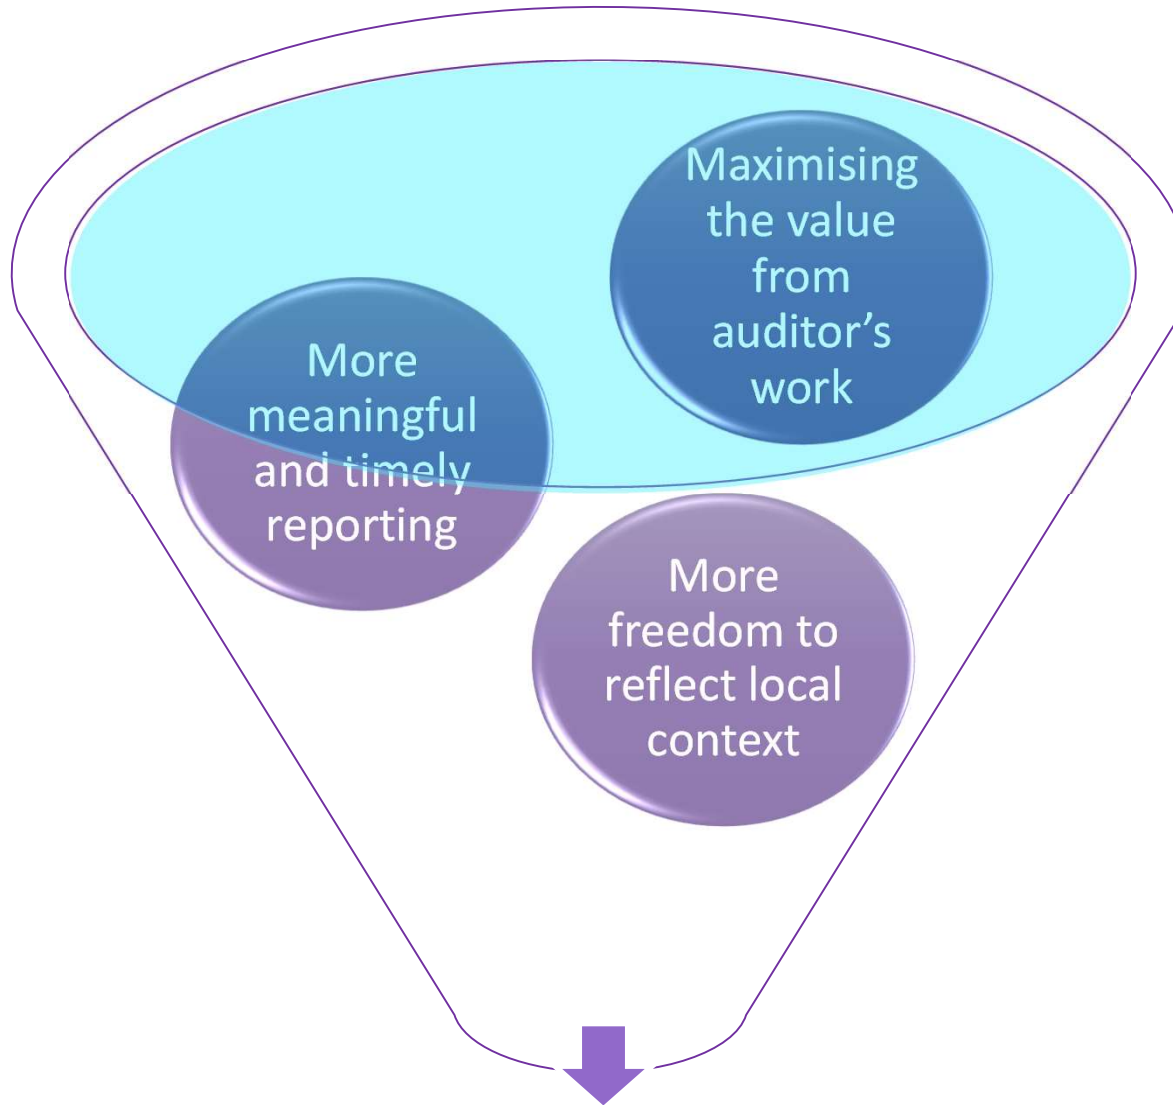 Maximising
the value
from
auditor’s
work
More
meaningful
and timely
reporting
More
freedom to
reflect local
context